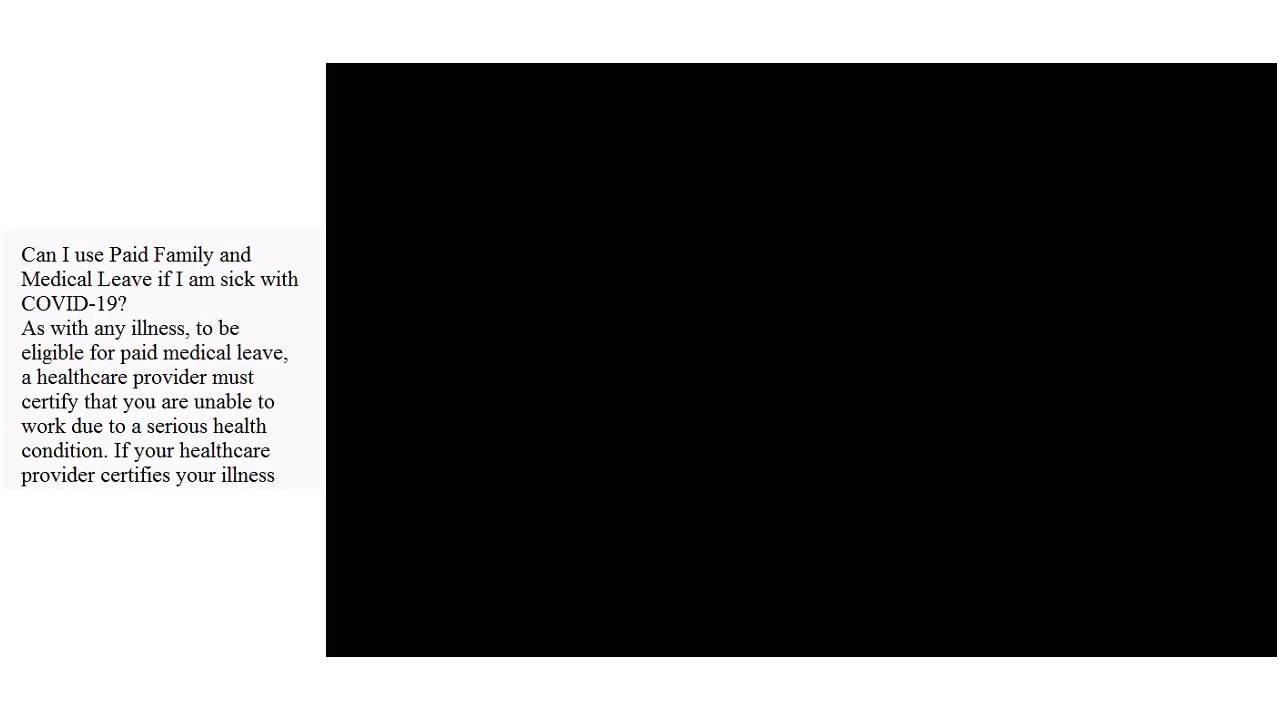 Can I use Paid Family and
Medical Leave if I am sick with
COVID-19?
As with any illness, to be
eligible for paid medical leave,
a healthcare provider must
certify that you are unable to
work due to a serious health
condition. If your healthcare
provider certifies your illness